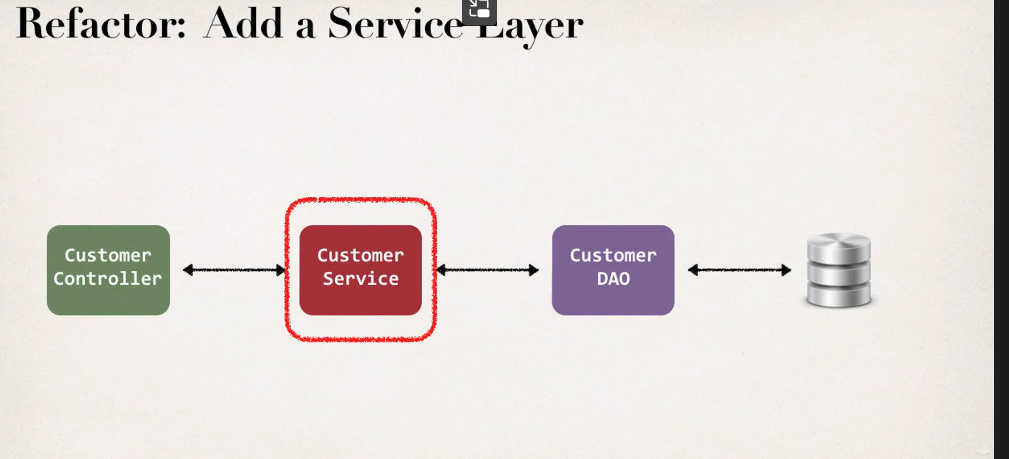 Refactor: Add a Service Layer
Customer
Controller
Customer
Service
Customer
DAO